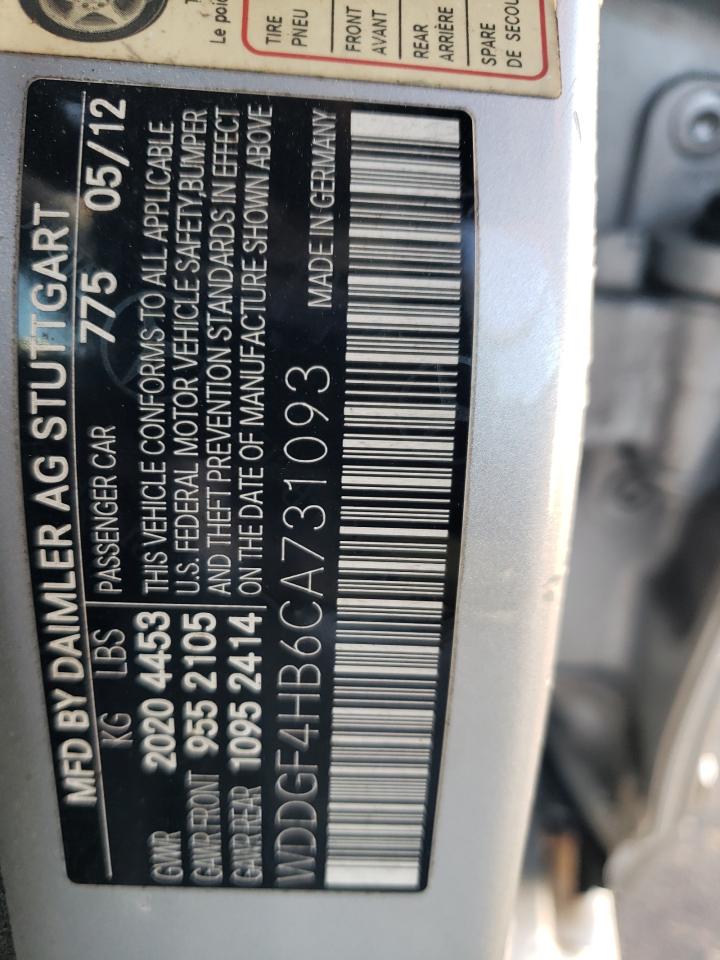 MFD BY DAIMLER AG STUTTGART
775 05/12
KG LBS PASSENGER CAR
GWR 2020 4453
GAWR FRONT 955 2105
GAWR REAR 1095 2414
THIS VEHICLE CONFORMS TO ALL APPLICABLE
U.S. FEDERAL MOTOR VEHICLE SAFETY,BUMPER
AND THEFT PREVENTION STANDARDS IN EFFECT
ON THE DATE OF MANUFACTURE SHOWN ABOVE
WDDGF4HB6CA731093 MADE IN GERMANY
Le
TIRE
PNEU
FRONT
AVANT
REAR
ARRIÈRE
SPARE
DE